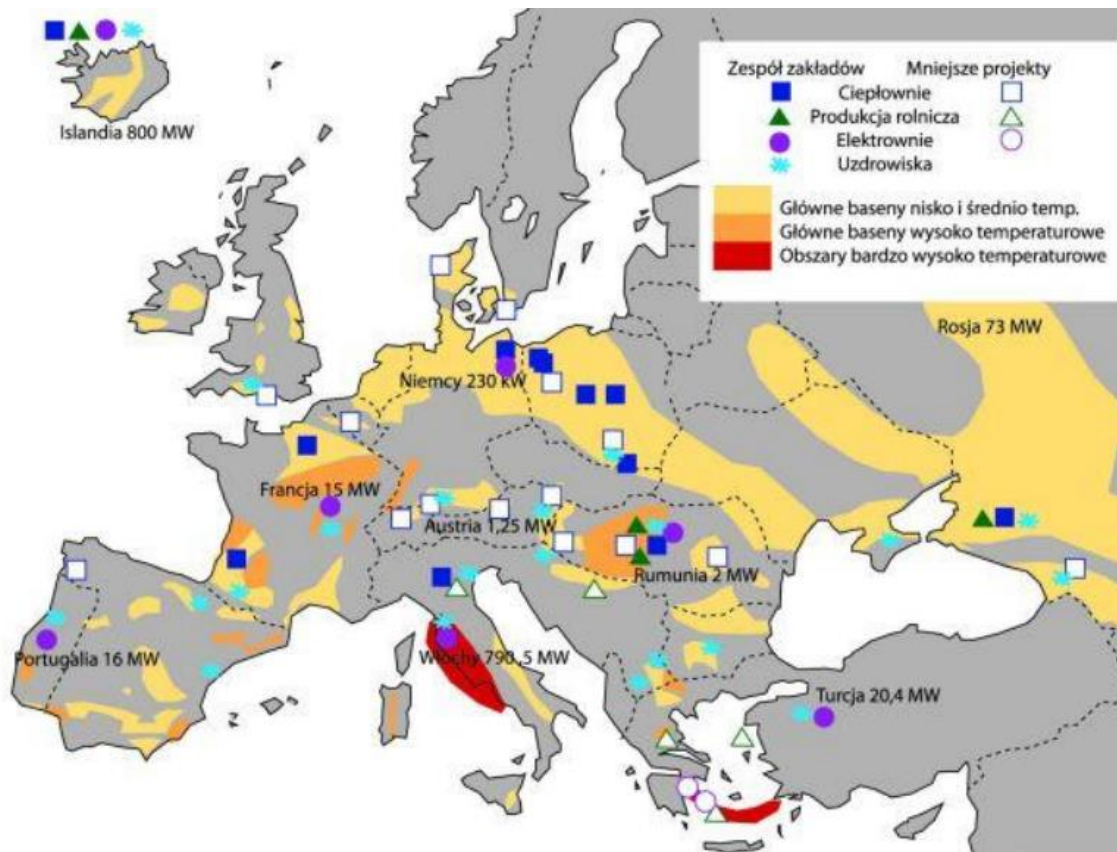 Zespół zakładów Mniejsze projekty
Ciepłownie
Produkcja rolnicza
Elektrownie
Uzdrowiska
Główne baseny nisko i średnio temp.
Główne baseny wysoko temperaturowe
Obszary bardzo wysoko temperaturowe
Islandia 800 MW
Rosja 73 MW
Niemcy 230 kW
Francja 15 MW
Austria 1,25 MW
Rumunia 2 MW
Portugalia 16 MW
Włochy 790,5 MW
Turcja 20,4 MW